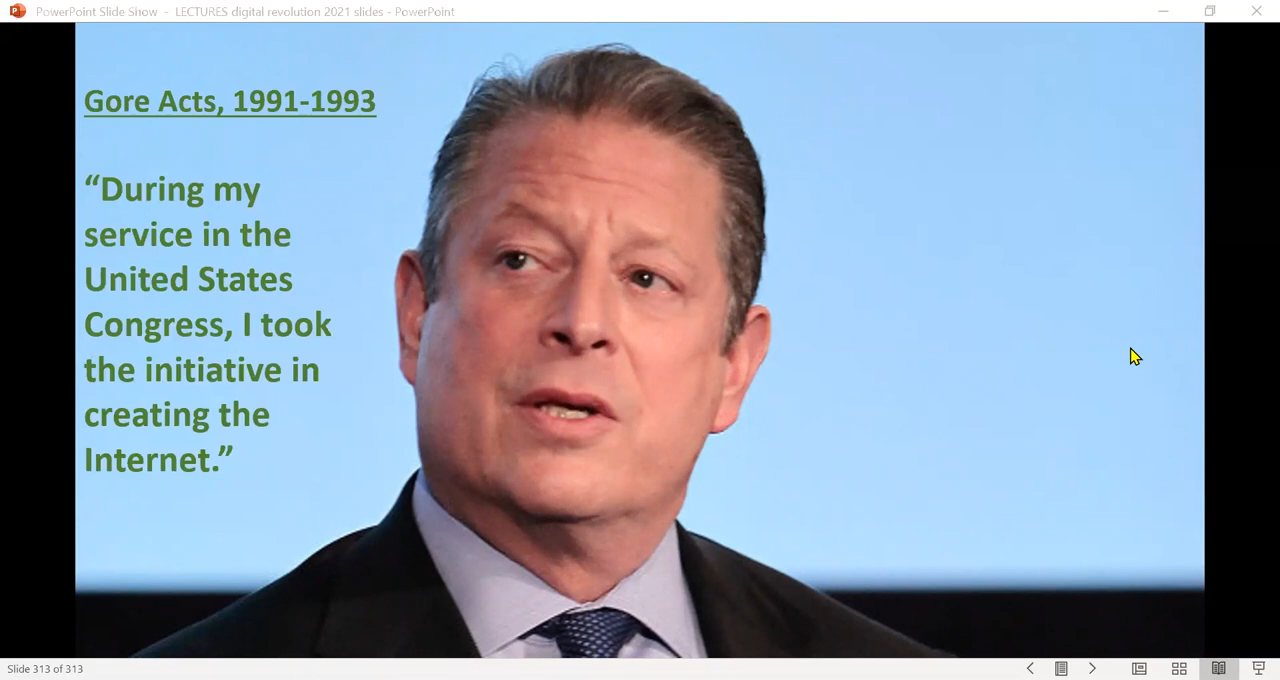 PowerPoint Slide Show - LECTURES digital revolution 2021 slides - PowerPoint
Gore Acts, 1991-1993
“During my
service in the
United States
Congress, I took
the initiative in
creating the
Internet.”
Slide 313 of 313